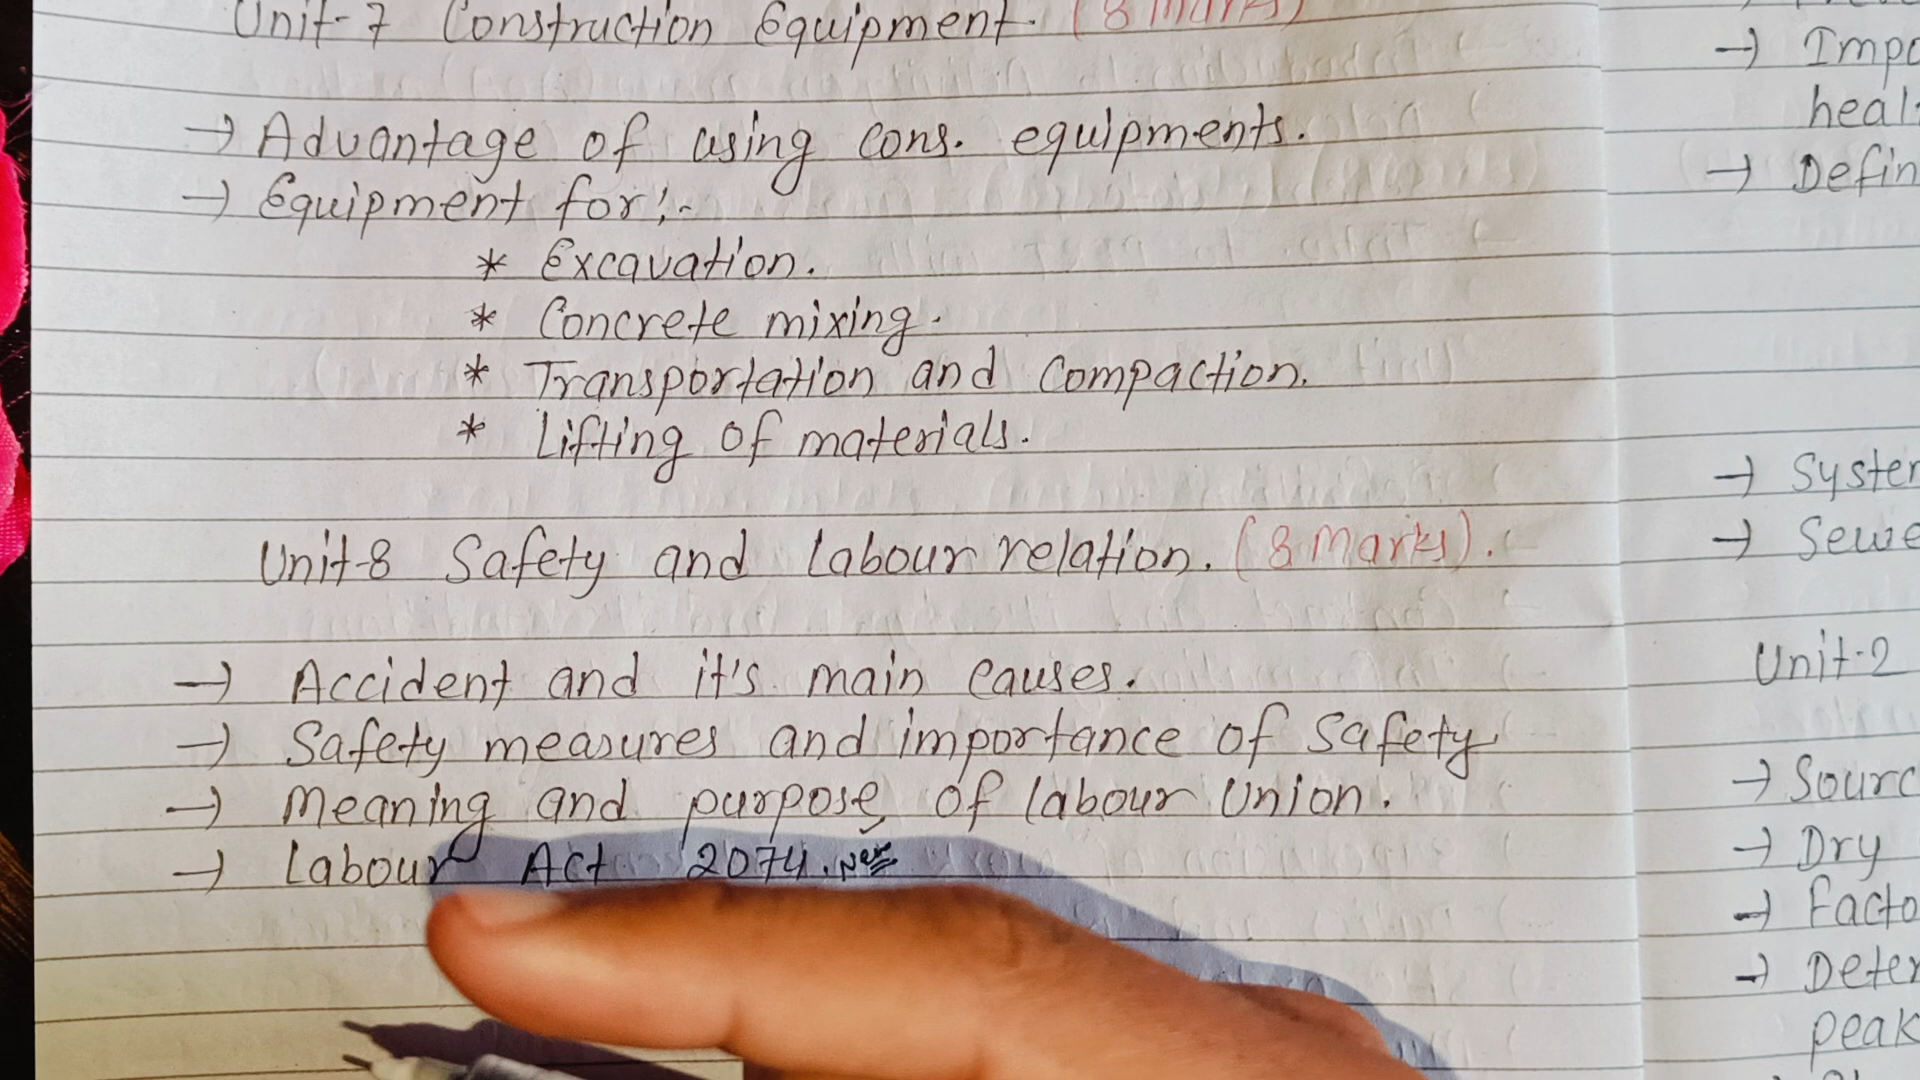 Unit-7 Construction Equipment. (8 Marks)
→ Advantage of using cons. equipments.
→ Equipment for:-
* Excavation.
* Concrete mixing.
* Transportation and Compaction.
* Lifting of materials.
Unit-8 Safety and labour relation. (8 Marks).
→ Accident and it's main causes.
→ Safety measures and importance of safety
→ Meaning and purpose of labour Union.
→ Labour Act 2074.
→ Impo
heal
→ Defin
→ System
→ Sewe
Unit-2
→ Sourc
→ Dry
→ Facto
→ Deter
peak